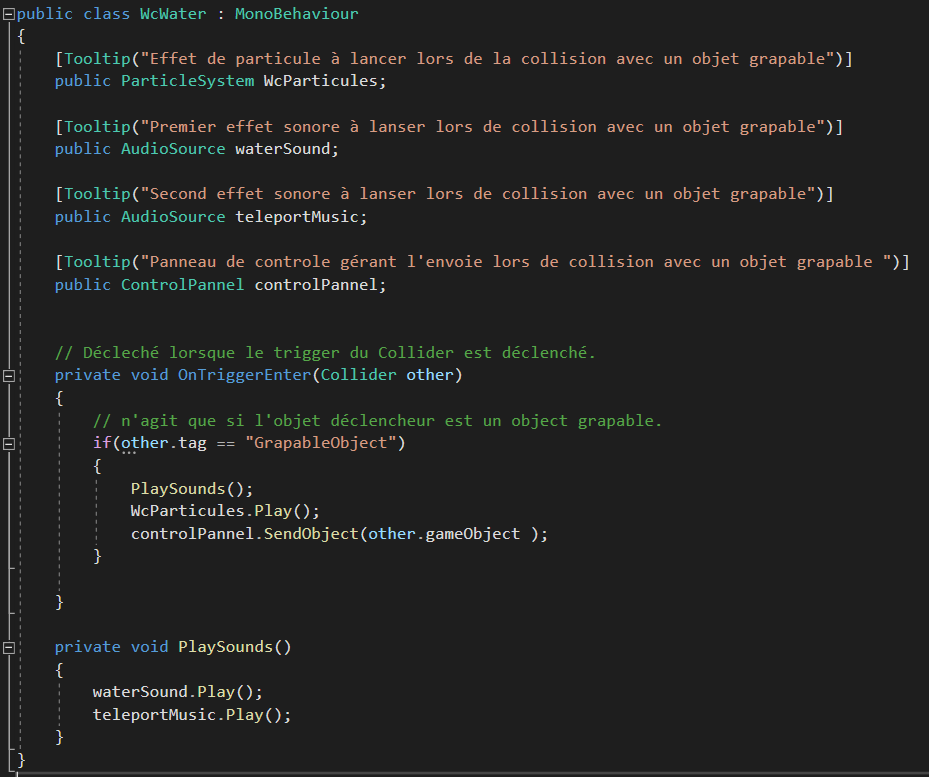 public class WcWater : MonoBehaviour
{
[Tooltip("Effet de particule à lancer lors de la collision avec un objet grapable")]
public ParticleSystem WcParticules;
[Tooltip("Premier effet sonore à lanser lors de collision avec un objet grapable")]
public AudioSource waterSound;
[Tooltip("Second effet sonore à lanser lors de collision avec un objet grapable")]
public AudioSource teleportMusic;
[Tooltip("Panneau de controle gérant l'envoie lors de collision avec un objet grapable ")]
public ControlPannel controlPannel;
// Décleché lorsque le trigger du Collider est déclenché.
private void OnTriggerEnter(Collider other)
{
// n'agit que si l'objet déclencheur est un object grapable.
if(other.tag == "GrapableObject")
{
PlaySounds();
WcParticules.Play();
controlPannel.SendObject(other.gameObject );
}
}
private void PlaySounds()
{
waterSound.Play();
teleportMusic.Play();
}
}